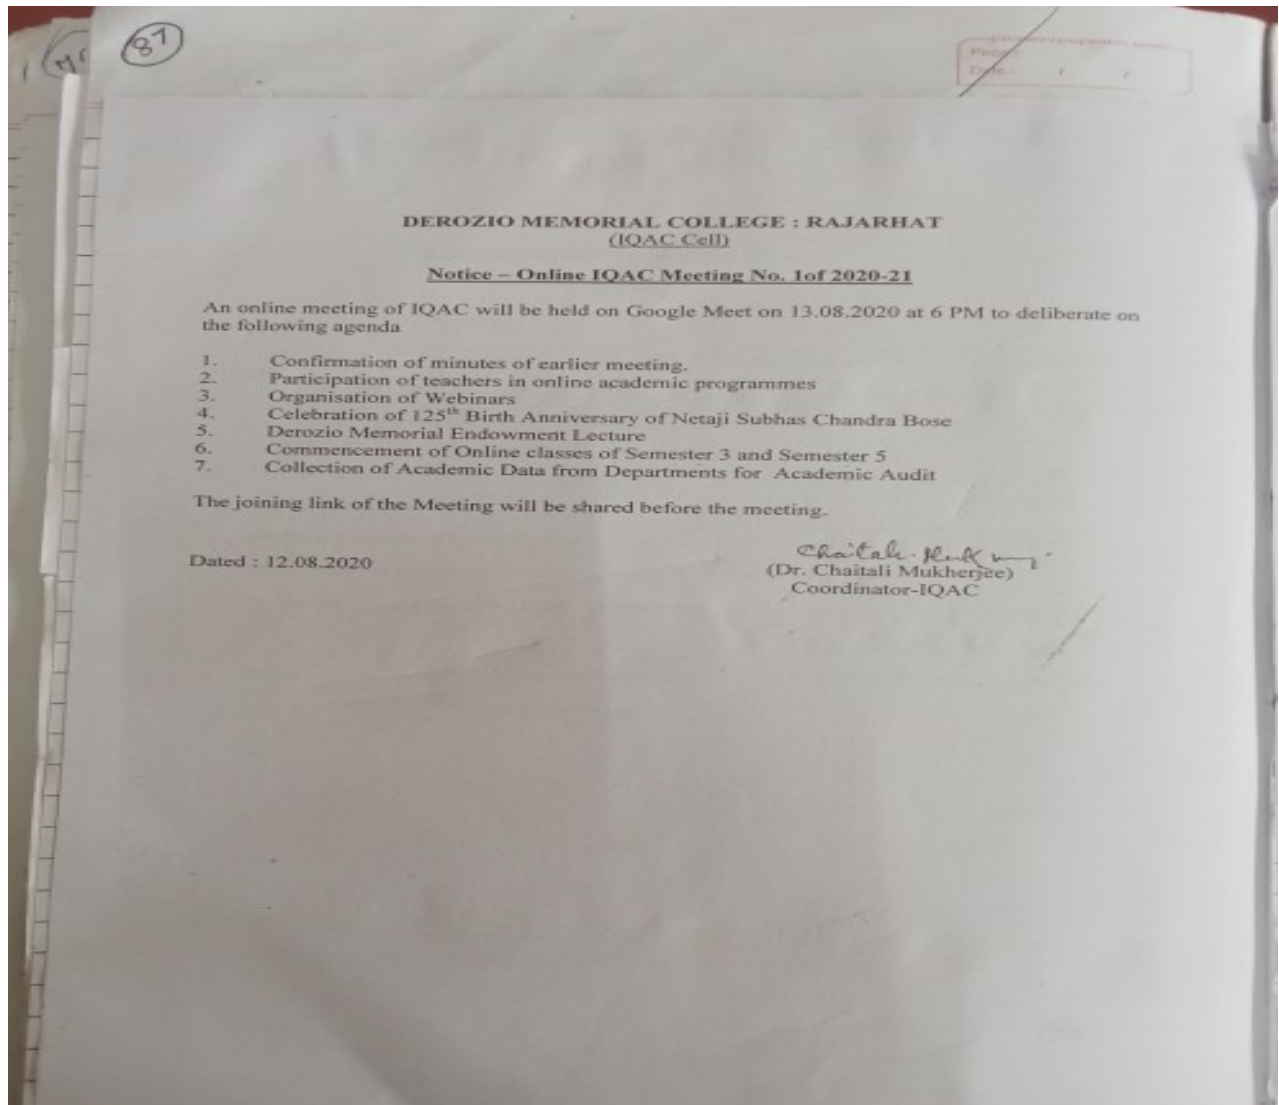 87
Page :
Date : / /
DEROZIO MEMORIAL COLLEGE : RAJARHAT
(IQAC Cell)
Notice – Online IQAC Meeting No. 1of 2020-21
An online meeting of IQAC will be held on Google Meet on 13.08.2020 at 6 PM to deliberate on
the following agenda
1. Confirmation of minutes of earlier meeting.
2. Participation of teachers in online academic programmes
3. Organisation of Webinars
4. Celebration of 125th Birth Anniversary of Netaji Subhas Chandra Bose
5. Derozio Memorial Endowment Lecture
6. Commencement of Online classes of Semester 3 and Semester 5
7. Collection of Academic Data from Departments for Academic Audit
The joining link of the Meeting will be shared before the meeting.
Dated : 12.08.2020
(Dr. Chaitali Mukherjee)
Coordinator-IQAC